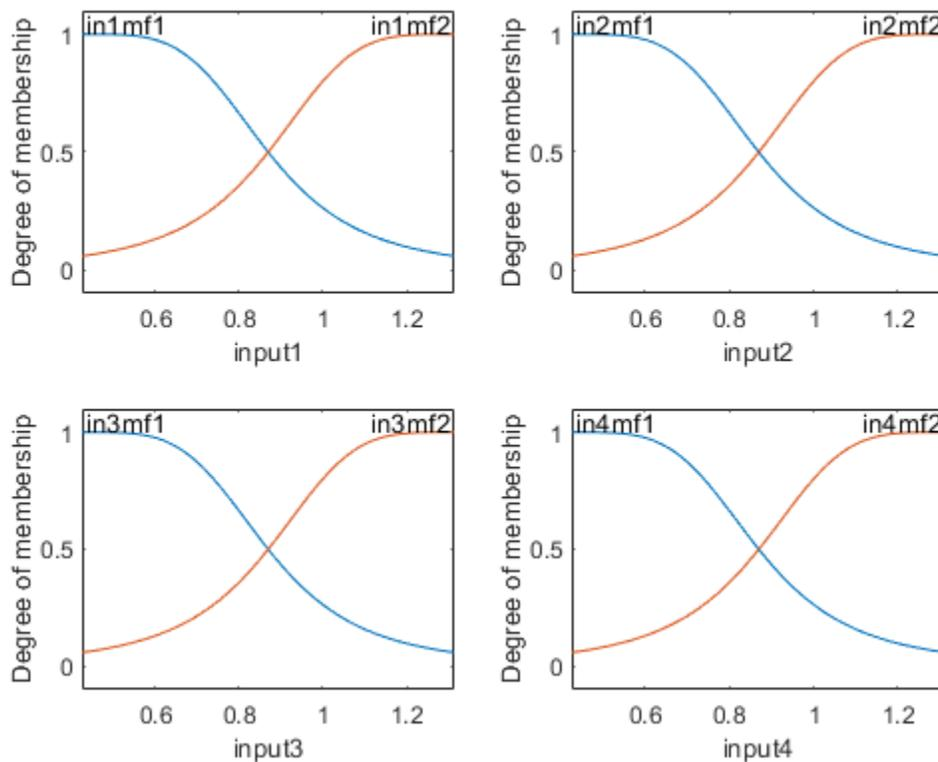 in1mf1 in1mf2
1
0.5
0
Degree of membership
0.6 0.8 1 1.2
input1
in2mf1 in2mf2
1
0.5
0
Degree of membership
0.6 0.8 1 1.2
input2
in3mf1 in3mf2
1
0.5
0
Degree of membership
0.6 0.8 1 1.2
input3
in4mf1 in4mf2
1
0.5
0
Degree of membership
0.6 0.8 1 1.2
input4